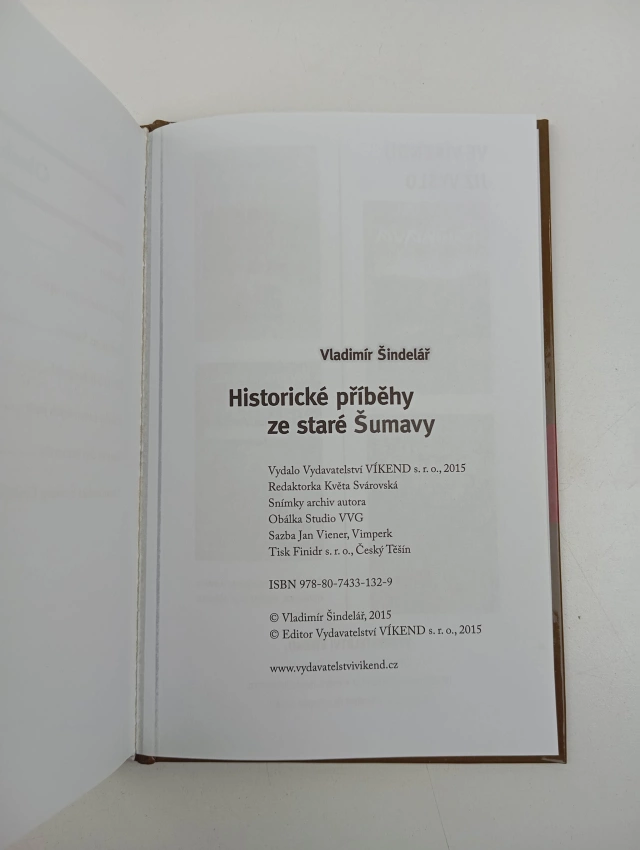 Vladimír Šindelář
Historické příběhy
ze staré Šumavy
Vydalo Vydavatelství VÍKEND s. r. o., 2015
Redaktorka Květa Svárovská
Snímky archiv autora
Obálka Studio VVG
Sazba Jan Viener, Vimperk
Tisk Finidr s. r. o., Český Těšín
ISBN 978-80-7433-132-9
© Vladimír Šindelář, 2015
© Editor Vydavatelství VÍKEND s. r. o., 2015
www.vydavatelstvivikend.cz